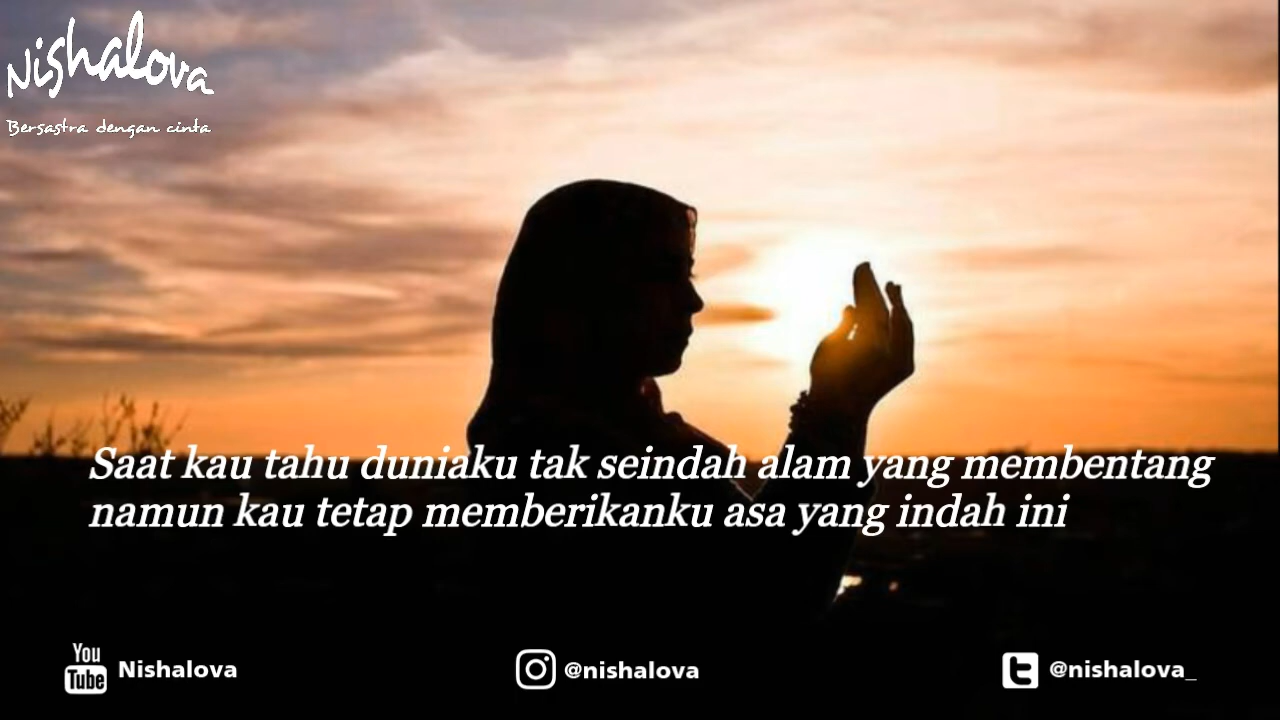 Nishalova
Bersastra dengan cinta
Saat kau tahu duniaku tak seindah alam yang membentang
namun kau tetap memberikanku asa yang indah ini
You
Tube
Nishalova
@nishalova
t
@nishalova_